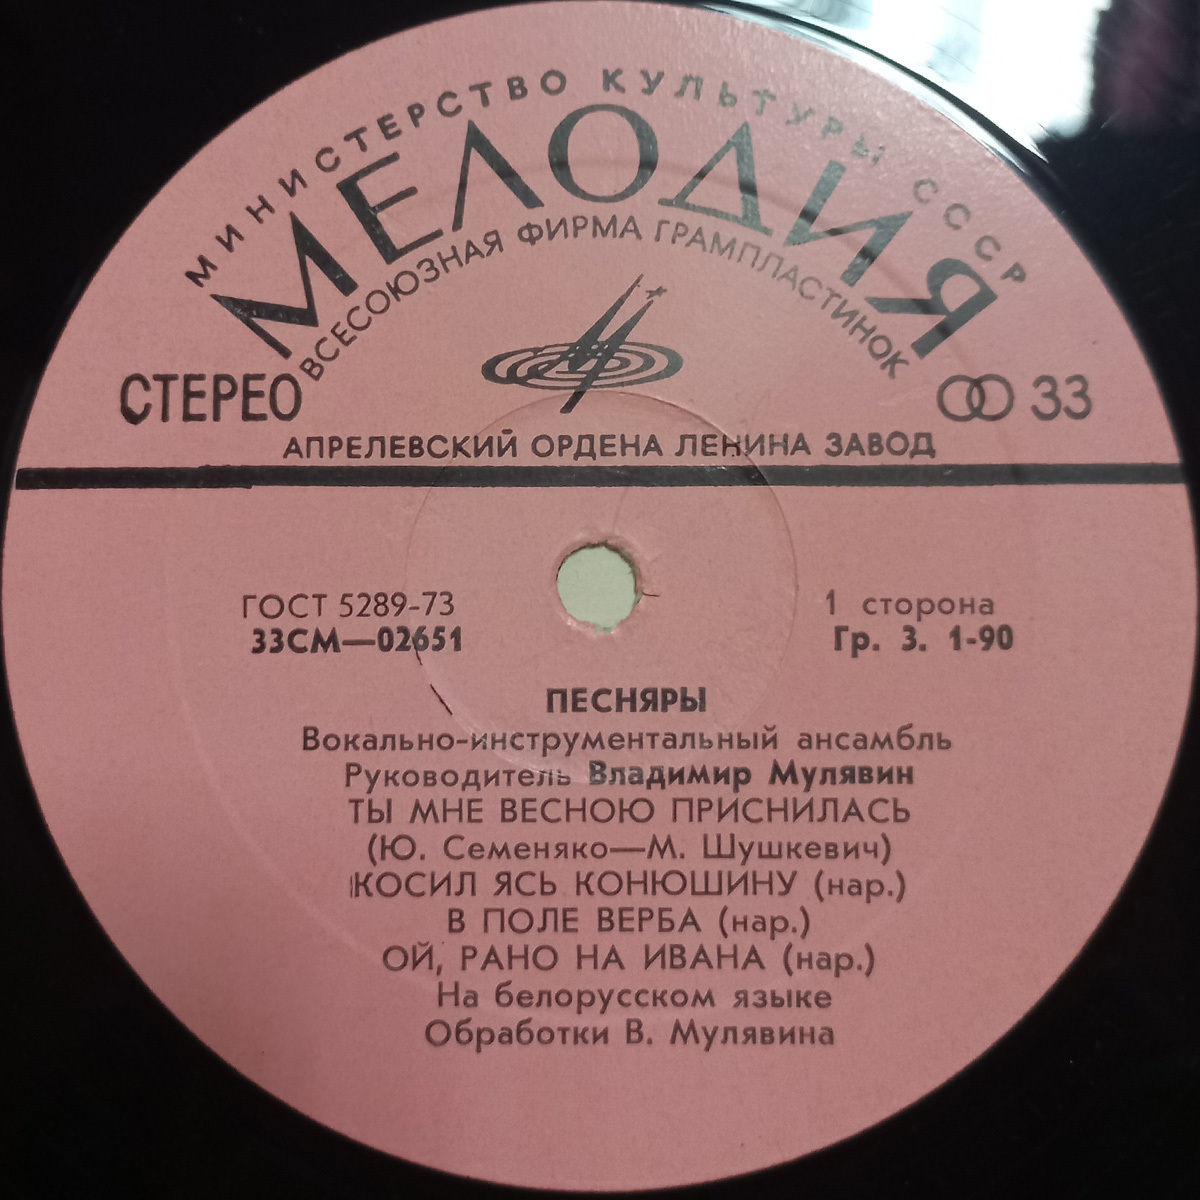 МИНИСТЕРСТВО КУЛЬТУРЫ СССР
МЕЛОДИЯ
ВСЕСОЮЗНАЯ ФИРМА ГРАМПЛАСТИНОК
СТЕРЕО
33
АПРЕЛЕВСКИЙ ОРДЕНА ЛЕНИНА ЗАВОД
ГОСТ 5289-73
33СМ—02651
1 сторона
Гр. 3. 1-90
ПЕСНЯРЫ
Вокально-инструментальный ансамбль
Руководитель Владимир Мулявин
ТЫ МНЕ ВЕСНОЮ ПРИСНИЛАСЬ
(Ю. Семеняко—М. Шушкевич)
КОСИЛ ЯСЬ КОНЮШИНУ (нар.)
В ПОЛЕ ВЕРБА (нар.)
ОЙ, РАНО НА ИВАНА (нар.)
На белорусском языке
Обработки В. Мулявина